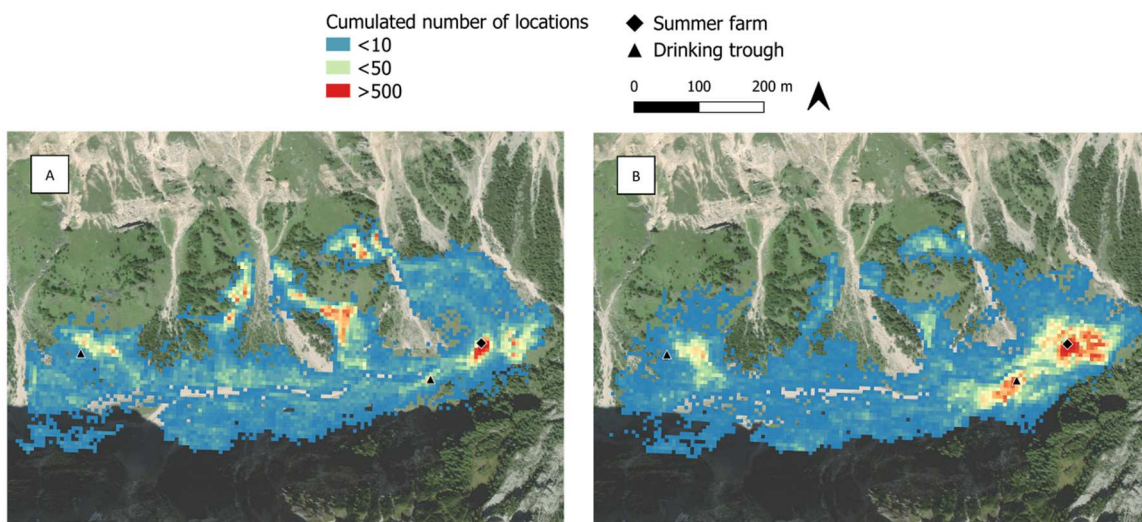 Cumulated number of locations
<10
<50
>500
Summer farm
Drinking trough
0 100 200 m
A
B